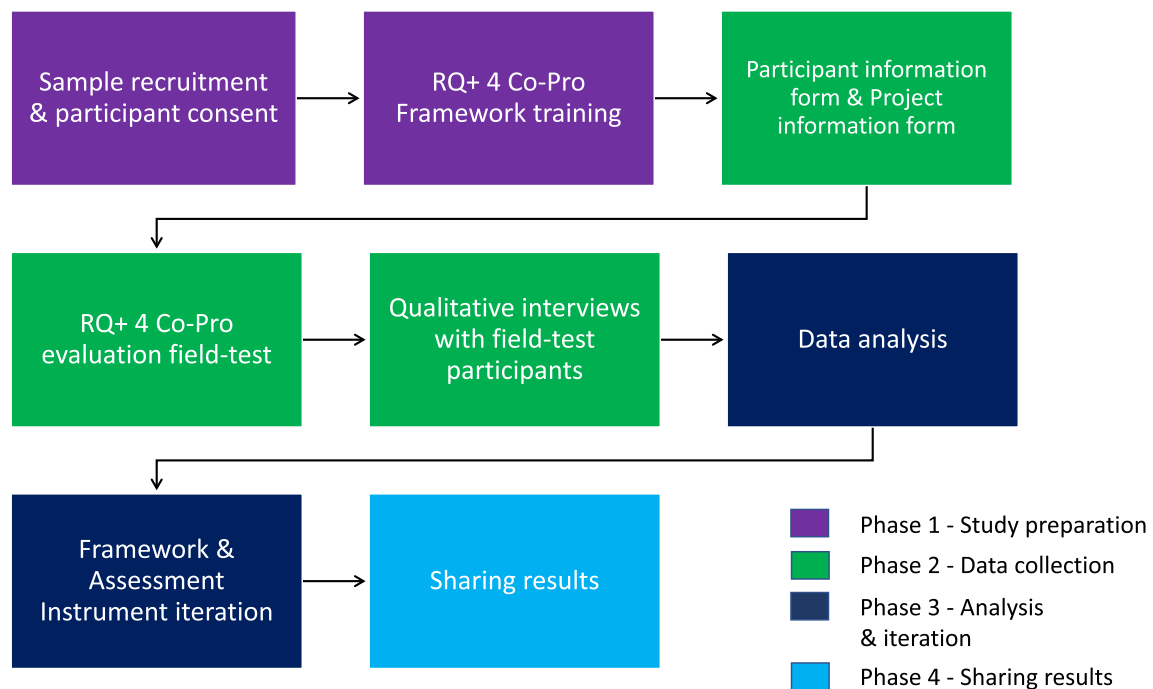 Sample recruitment
& participant consent
RQ+ 4 Co-Pro
Framework training
Participant information
form & Project
information form
RQ+ 4 Co-Pro
evaluation field-test
Qualitative interviews
with field-test
participants
Data analysis
Framework &
Assessment
Instrument iteration
Sharing results
Phase 1 - Study preparation
Phase 2 - Data collection
Phase 3 - Analysis
& iteration
Phase 4 - Sharing results